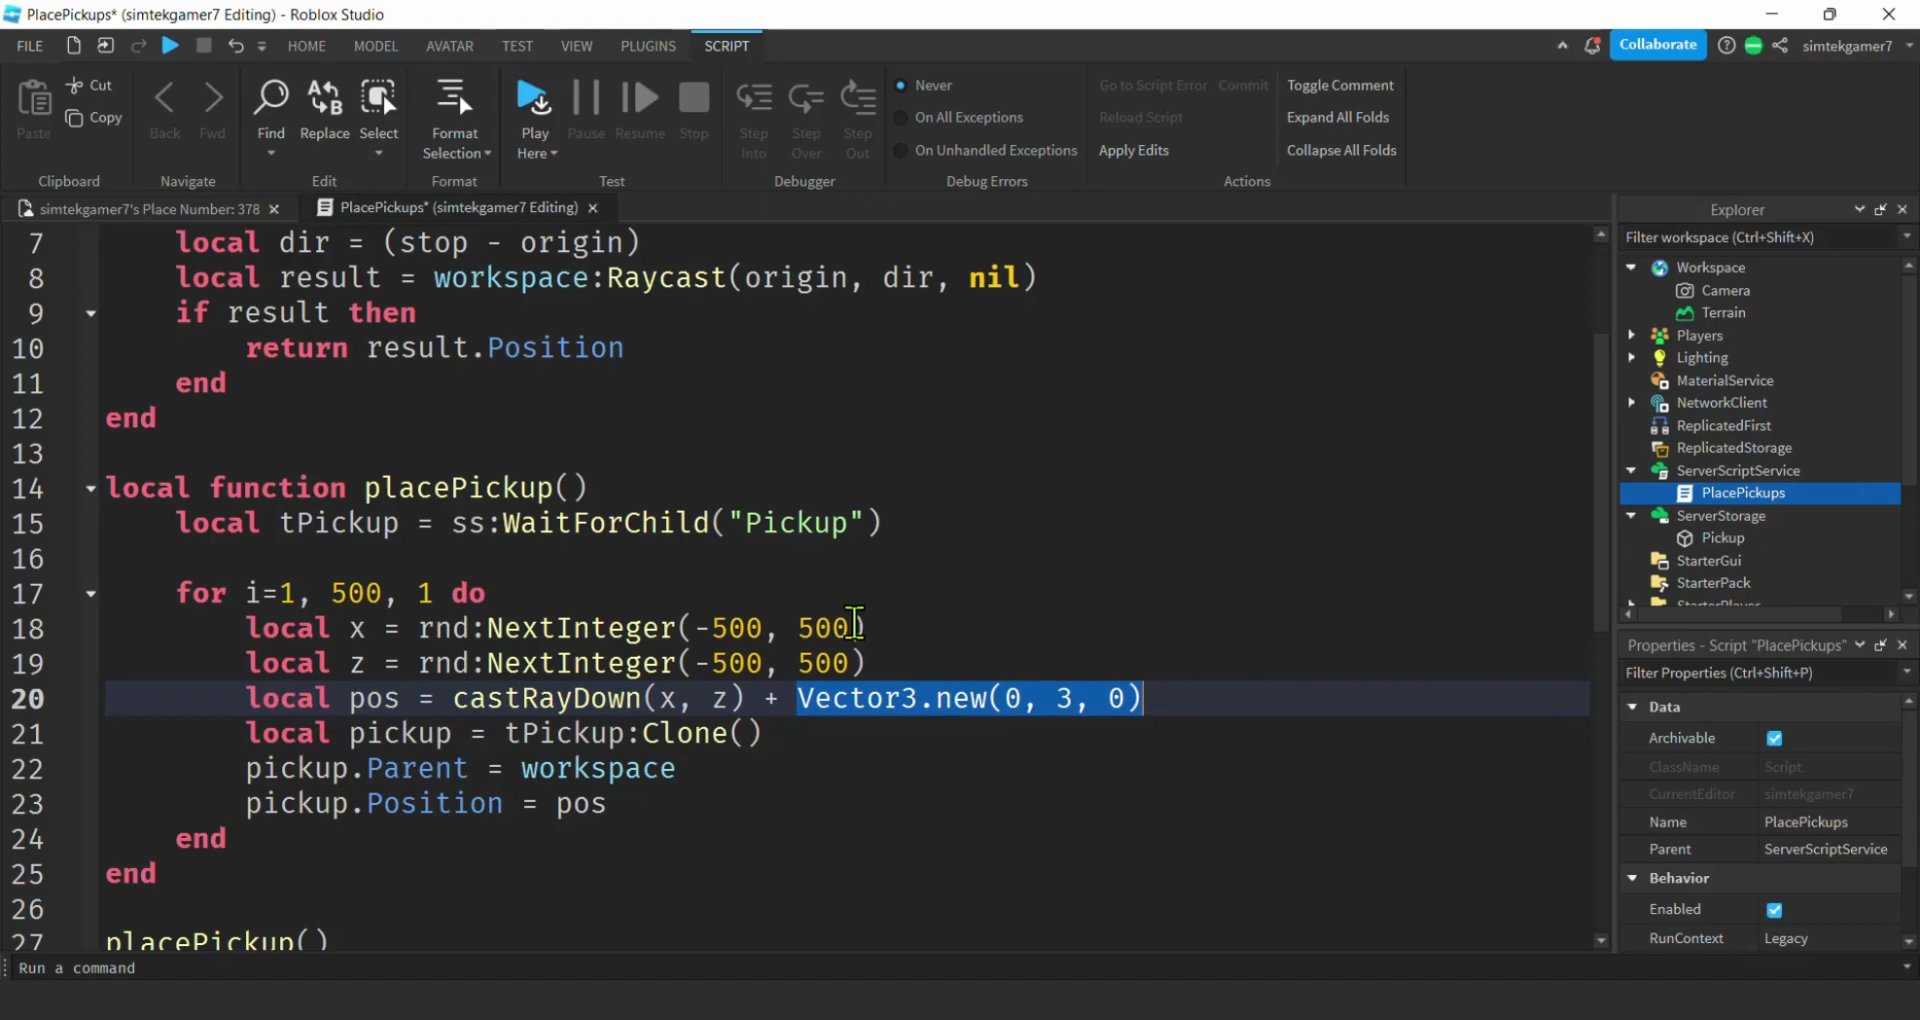 PlacePickups* (simtekgamer7 Editing) - Roblox Studio
FILE HOME MODEL AVATAR TEST VIEW PLUGINS SCRIPT Collaborate simtekgamer7
Paste Cut Copy
Back Fwd
Find Replace Select
Format Selection
Play Here Pause Resume Stop
Step Into Step Over Step Out
Never
On All Exceptions
On Unhandled Exceptions
Go to Script Error Commit
Reload Script
Apply Edits
Toggle Comment
Expand All Folds
Collapse All Folds
Clipboard Navigate Edit Format Test Debugger Debug Errors Actions
simtekgamer7's Place Number: 378 PlacePickups* (simtekgamer7 Editing)
7 local dir = (stop - origin)
8 local result = workspace:Raycast(origin, dir, nil)
9 if result then
10 return result.Position
11 end
12 end
13
14 local function placePickup()
15 local tPickup = ss:WaitForChild("Pickup")
16
17 for i=1, 500, 1 do
18 local x = rnd:NextInteger(-500, 500)
19 local z = rnd:NextInteger(-500, 500)
20 local pos = castRayDown(x, z) + Vector3.new(0, 3, 0)
21 local pickup = tPickup:Clone()
22 pickup.Parent = workspace
23 pickup.Position = pos
24 end
25 end
26
27 placePickup()
Run a command
Explorer
Filter workspace (Ctrl+Shift+X)
Workspace
Camera
Terrain
Players
Lighting
MaterialService
NetworkClient
ReplicatedFirst
ReplicatedStorage
ServerScriptService
PlacePickups
ServerStorage
Pickup
StarterGui
StarterPack
StarterPlayer
Properties - Script "PlacePickups"
Filter Properties (Ctrl+Shift+P)
Data
Archivable
ClassName Script
CurrentEditor simtekgamer7
Name PlacePickups
Parent ServerScriptService
Behavior
Enabled
RunContext Legacy